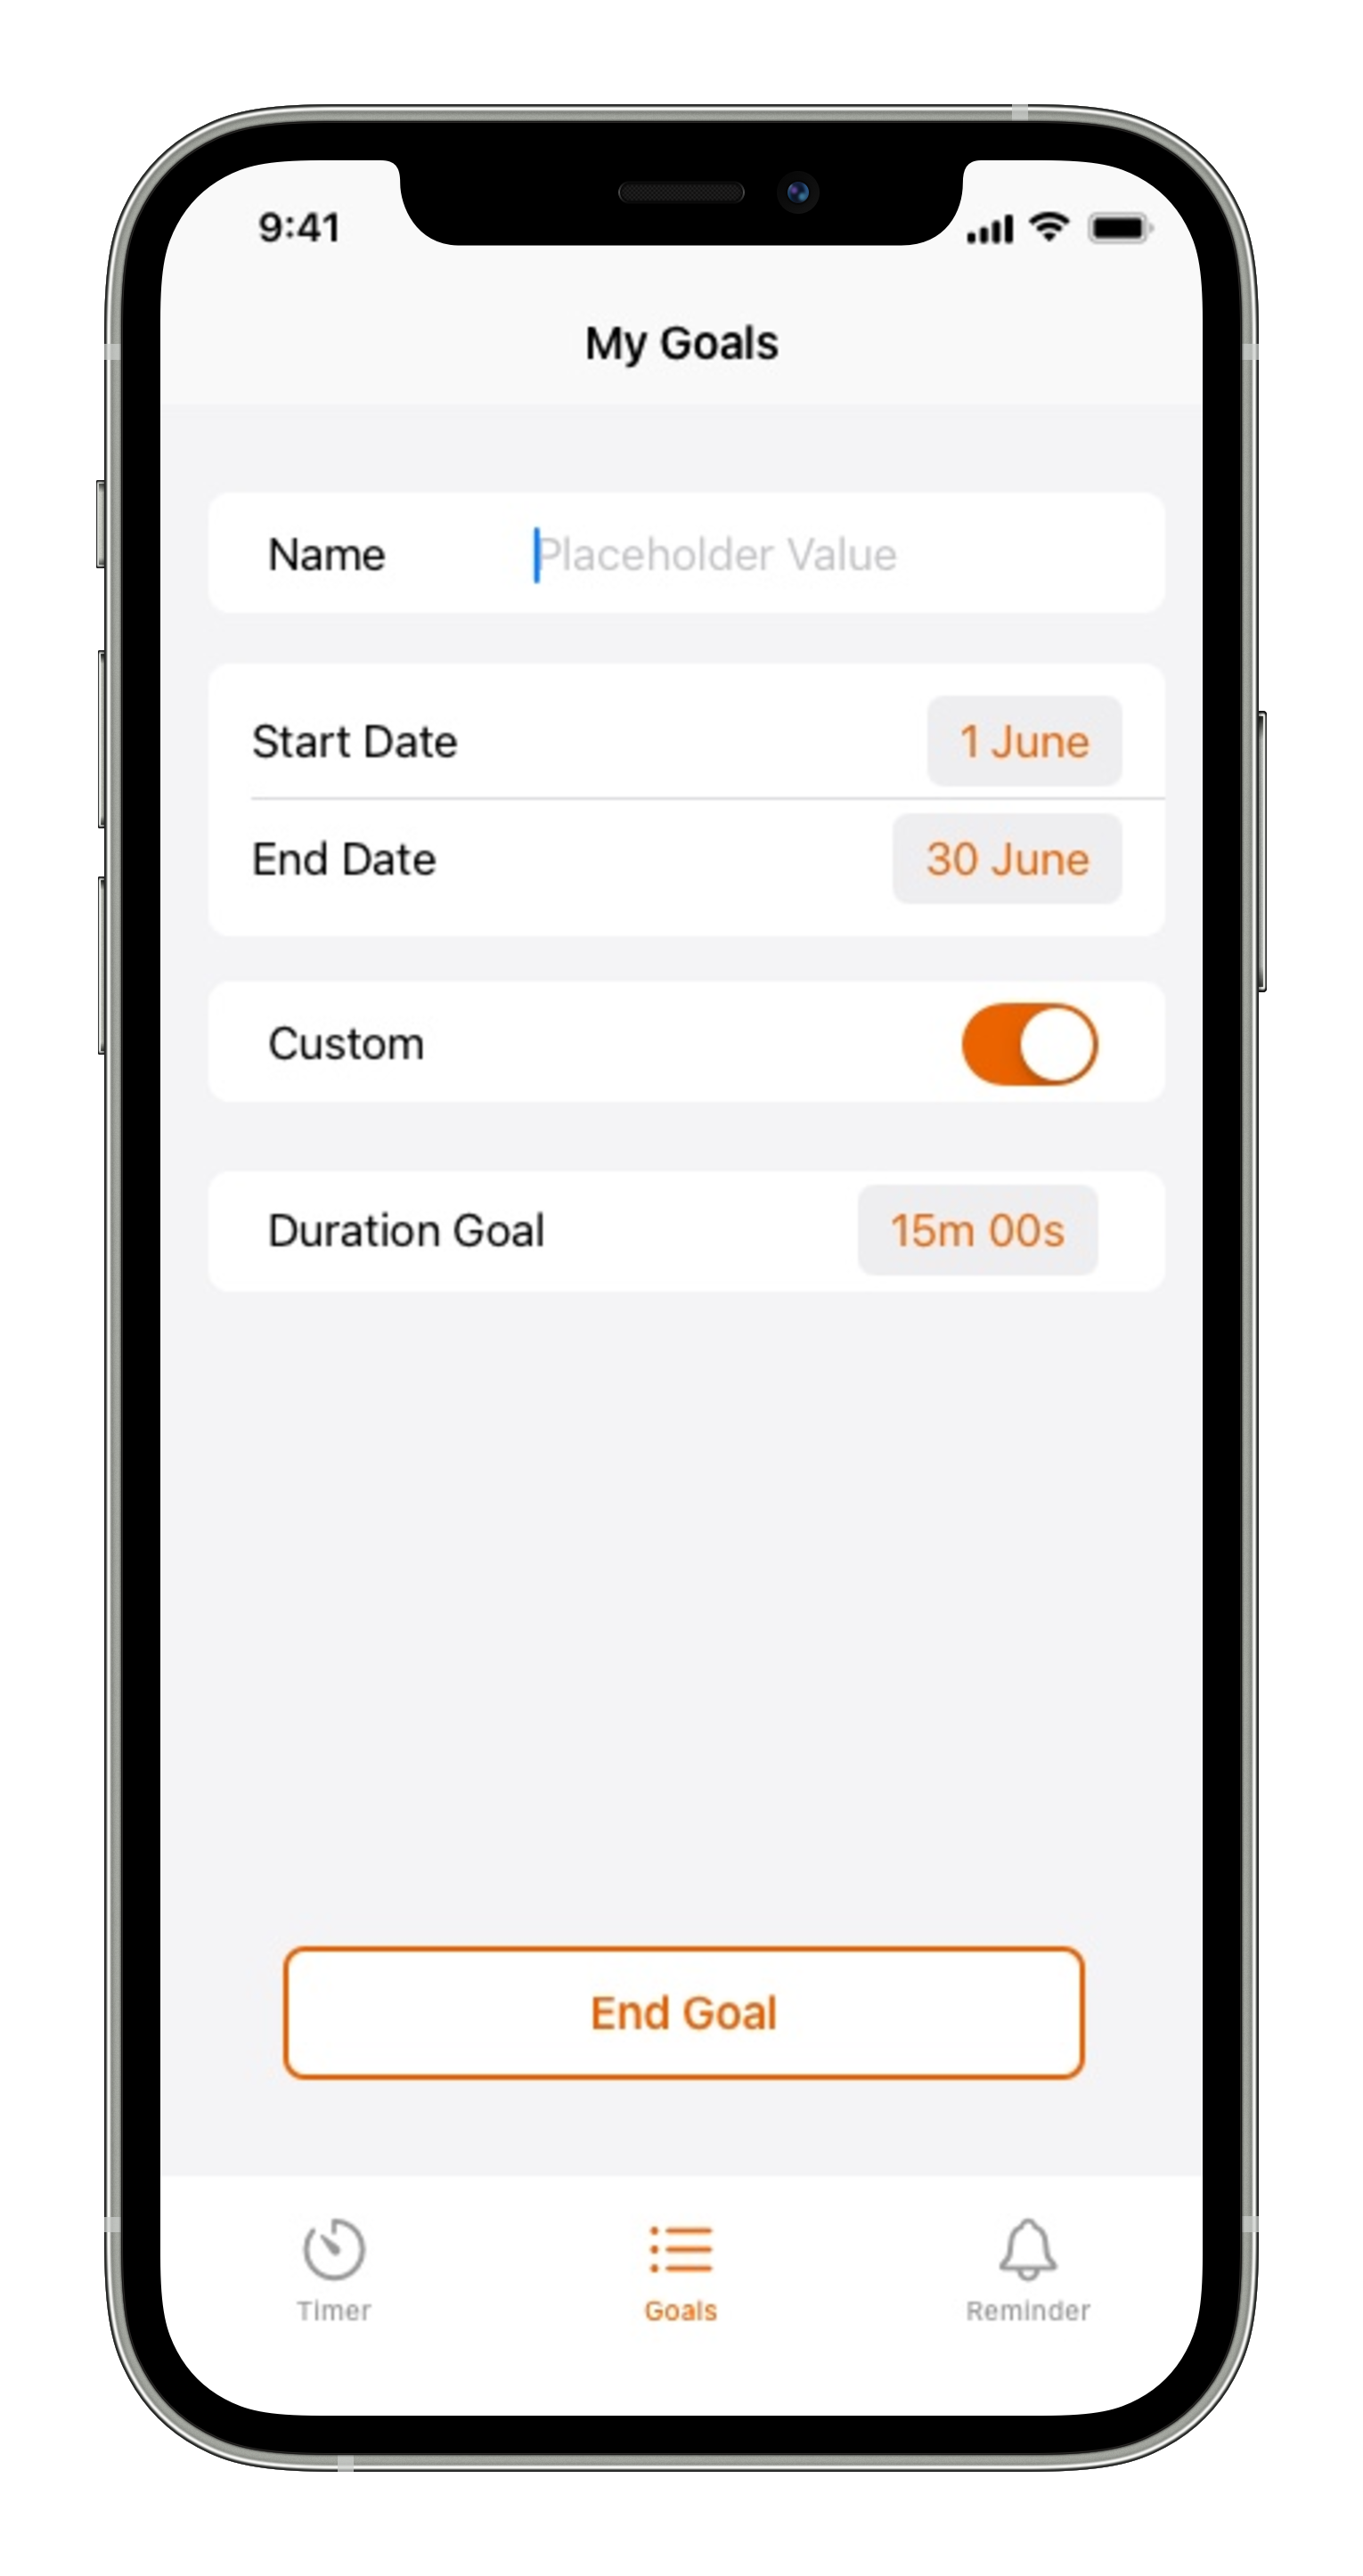 9:41
My Goals
Name Placeholder Value
Start Date 1 June
End Date 30 June
Custom
Duration Goal 15m 00s
End Goal
Timer Goals Reminder